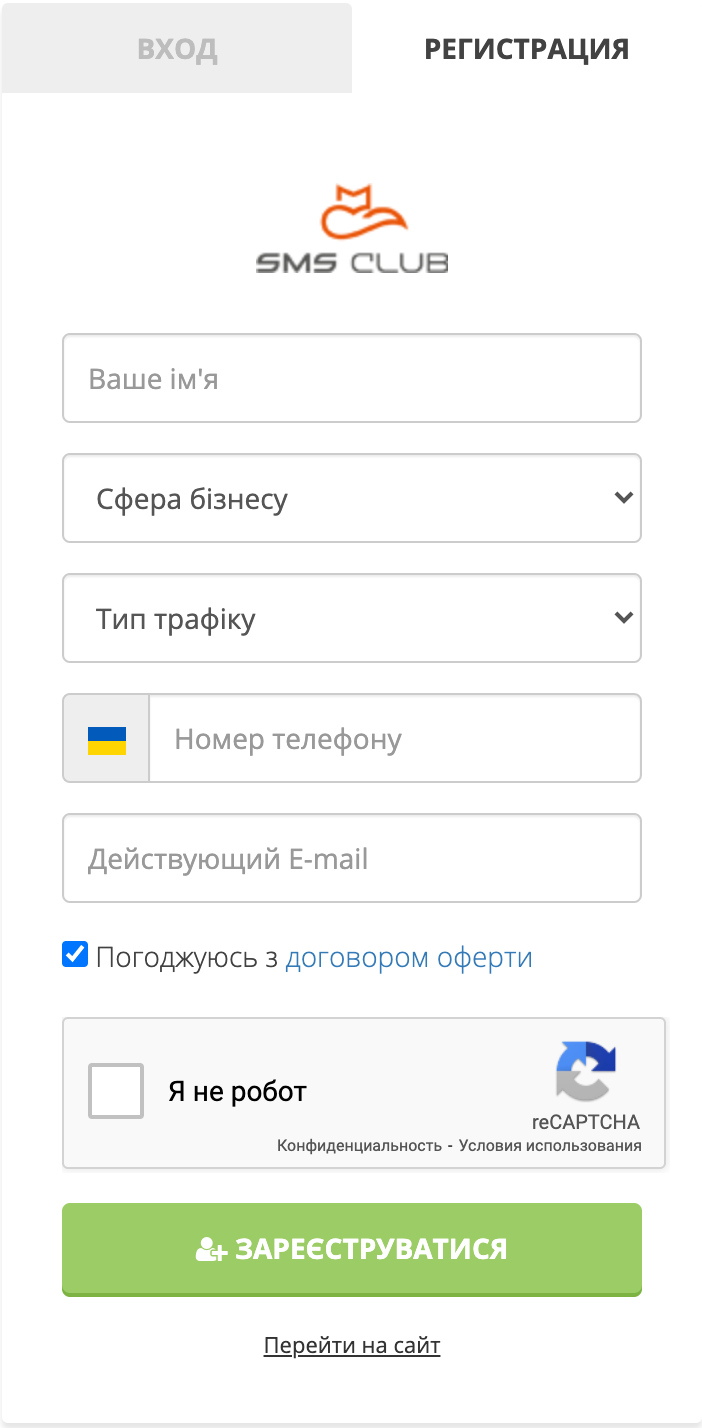 ВХОД
РЕГИСТРАЦИЯ
SMS CLUB
Ваше ім'я
Сфера бізнесу
Тип трафіку
Номер телефону
Действующий E-mail
Погоджуюсь з договором оферти
Я не робот
reCAPTCHA
Конфиденциальность - Условия использования
ЗАРЕЄСТРУВАТИСЯ
Перейти на сайт